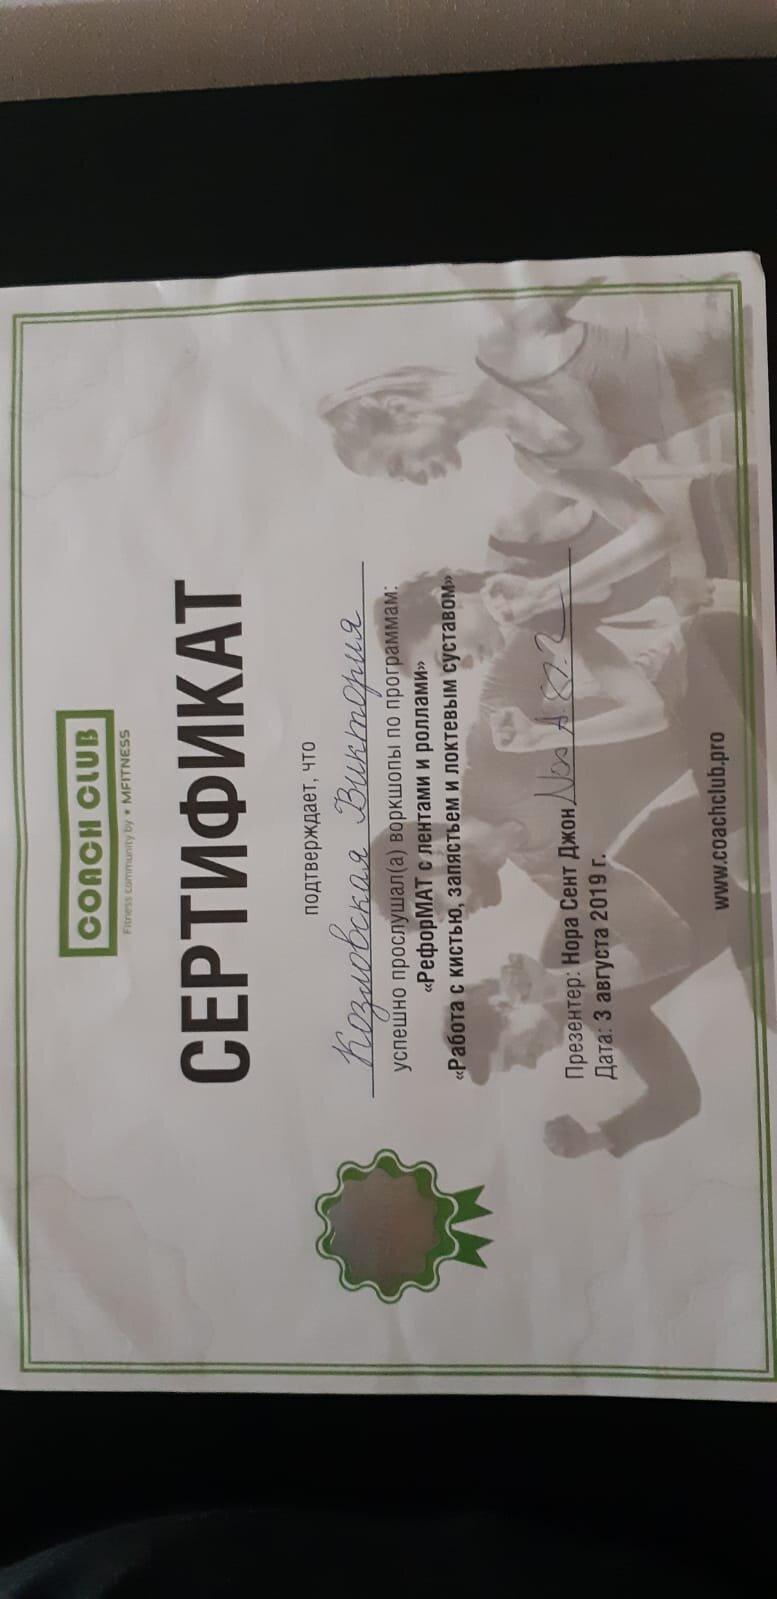 COACH CLUB
Fitness community by • MFITNESS
СЕРТИФИКАТ
подтверждает, что
Козловская Виктория
успешно прослушал(а) воркшопы по программам:
«РеформАТ с лентами и роллами»
«Работа с кистью, запястьем и локтевым суставом»
Презентер: Нора Сент Джон
Дата: 3 августа 2019 г.
www.coachclub.pro